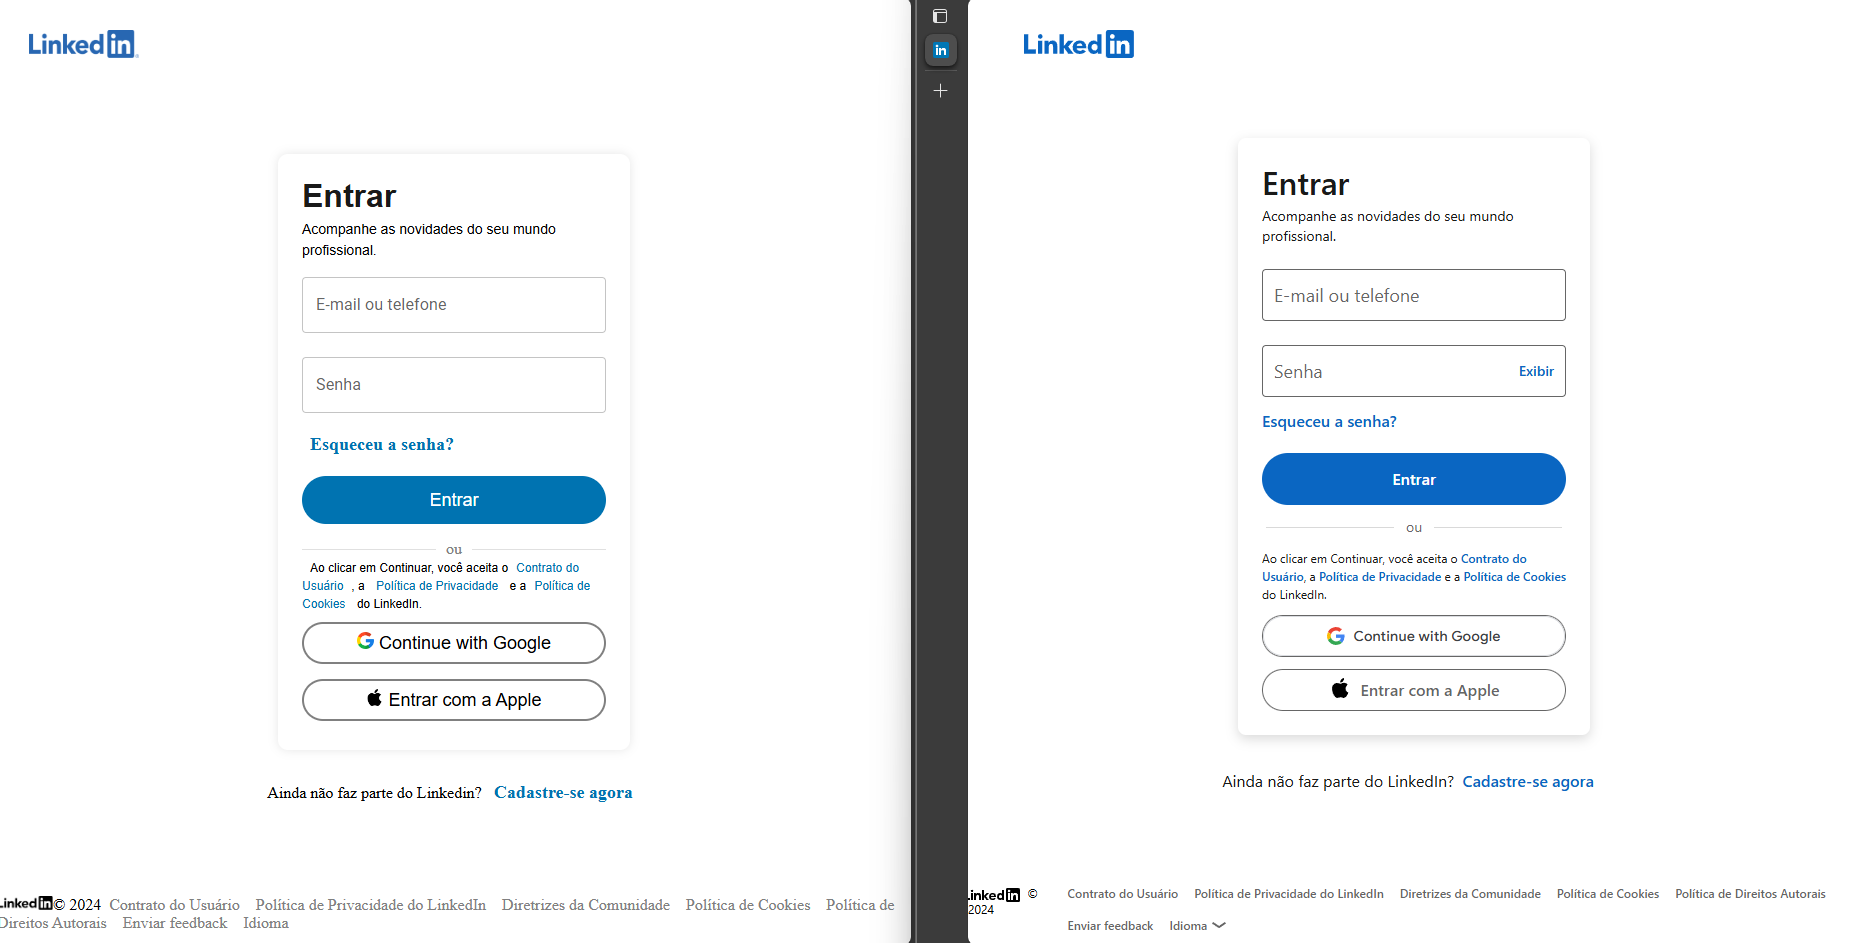 Linked in
Entrar
Acompanhe as novidades do seu mundo
profissional.
E-mail ou telefone
Senha
Esqueceu a senha?
Entrar
ou
Ao clicar em Continuar, você aceita o Contrato do
Usuário , a Política de Privacidade e a Política de
Cookies do LinkedIn.
Continue with Google
Entrar com a Apple
Ainda não faz parte do Linkedin? Cadastre-se agora
Linked in © 2024 Contrato do Usuário Política de Privacidade do LinkedIn Diretrizes da Comunidade Política de Cookies Política de
Direitos Autorais Enviar feedback Idioma
in
Linked in
Entrar
Acompanhe as novidades do seu mundo
profissional.
E-mail ou telefone
Senha Exibir
Esqueceu a senha?
Entrar
ou
Ao clicar em Continuar, você aceita o Contrato do
Usuário, a Política de Privacidade e a Política de Cookies
do LinkedIn.
Continue with Google
Entrar com a Apple
Ainda não faz parte do LinkedIn? Cadastre-se agora
Linked in ©
2024
Contrato do Usuário Política de Privacidade do LinkedIn Diretrizes da Comunidade Política de Cookies Política de Direitos Autorais
Enviar feedback Idioma